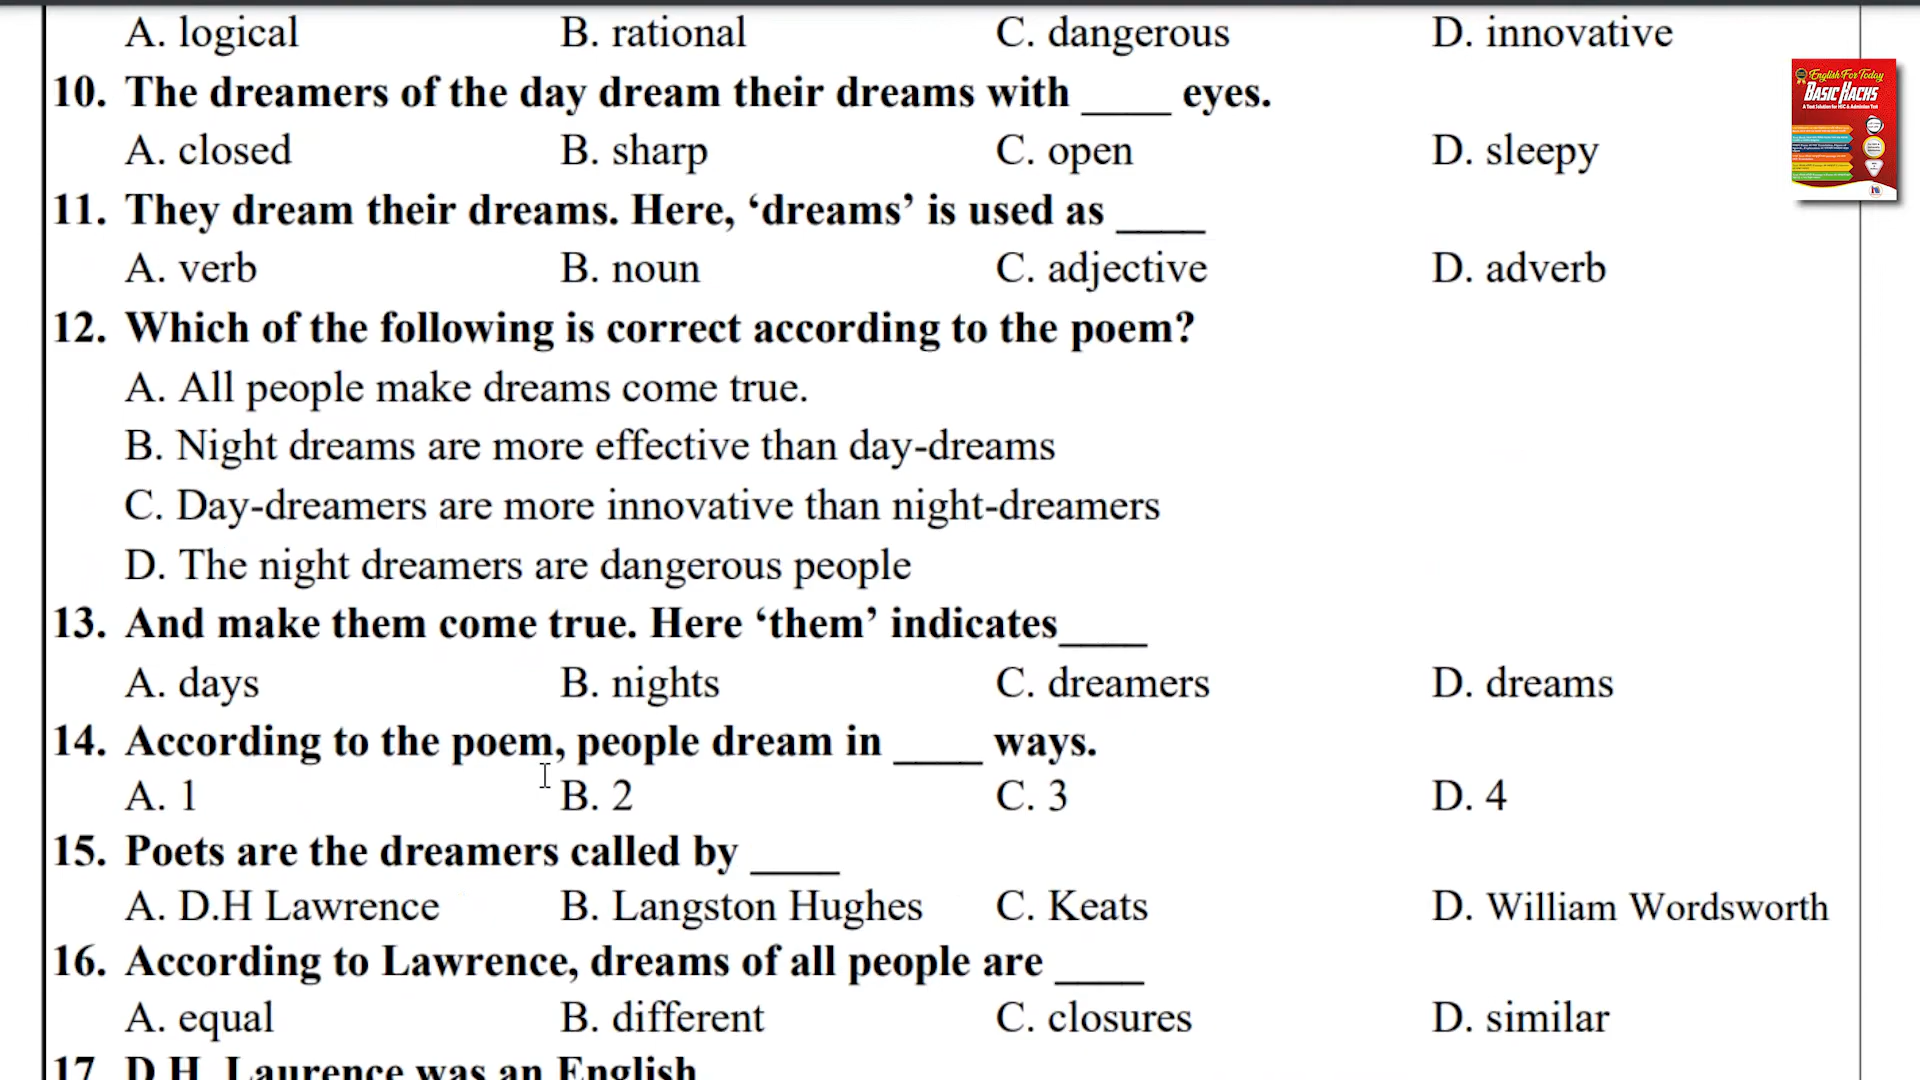 A. logical B. rational C. dangerous D. innovative
10. The dreamers of the day dream their dreams with ____ eyes.
A. closed B. sharp C. open D. sleepy
11. They dream their dreams. Here, ‘dreams’ is used as ____
A. verb B. noun C. adjective D. adverb
12. Which of the following is correct according to the poem?
A. All people make dreams come true.
B. Night dreams are more effective than day-dreams
C. Day-dreamers are more innovative than night-dreamers
D. The night dreamers are dangerous people
13. And make them come true. Here ‘them’ indicates____
A. days B. nights C. dreamers D. dreams
14. According to the poem, people dream in ____ ways.
A. 1 B. 2 C. 3 D. 4
15. Poets are the dreamers called by ____
A. D.H Lawrence B. Langston Hughes C. Keats D. William Wordsworth
16. According to Lawrence, dreams of all people are ____
A. equal B. different C. closures D. similar
17. D.H. Laurence was an English
English For Today
BASIC HACKS